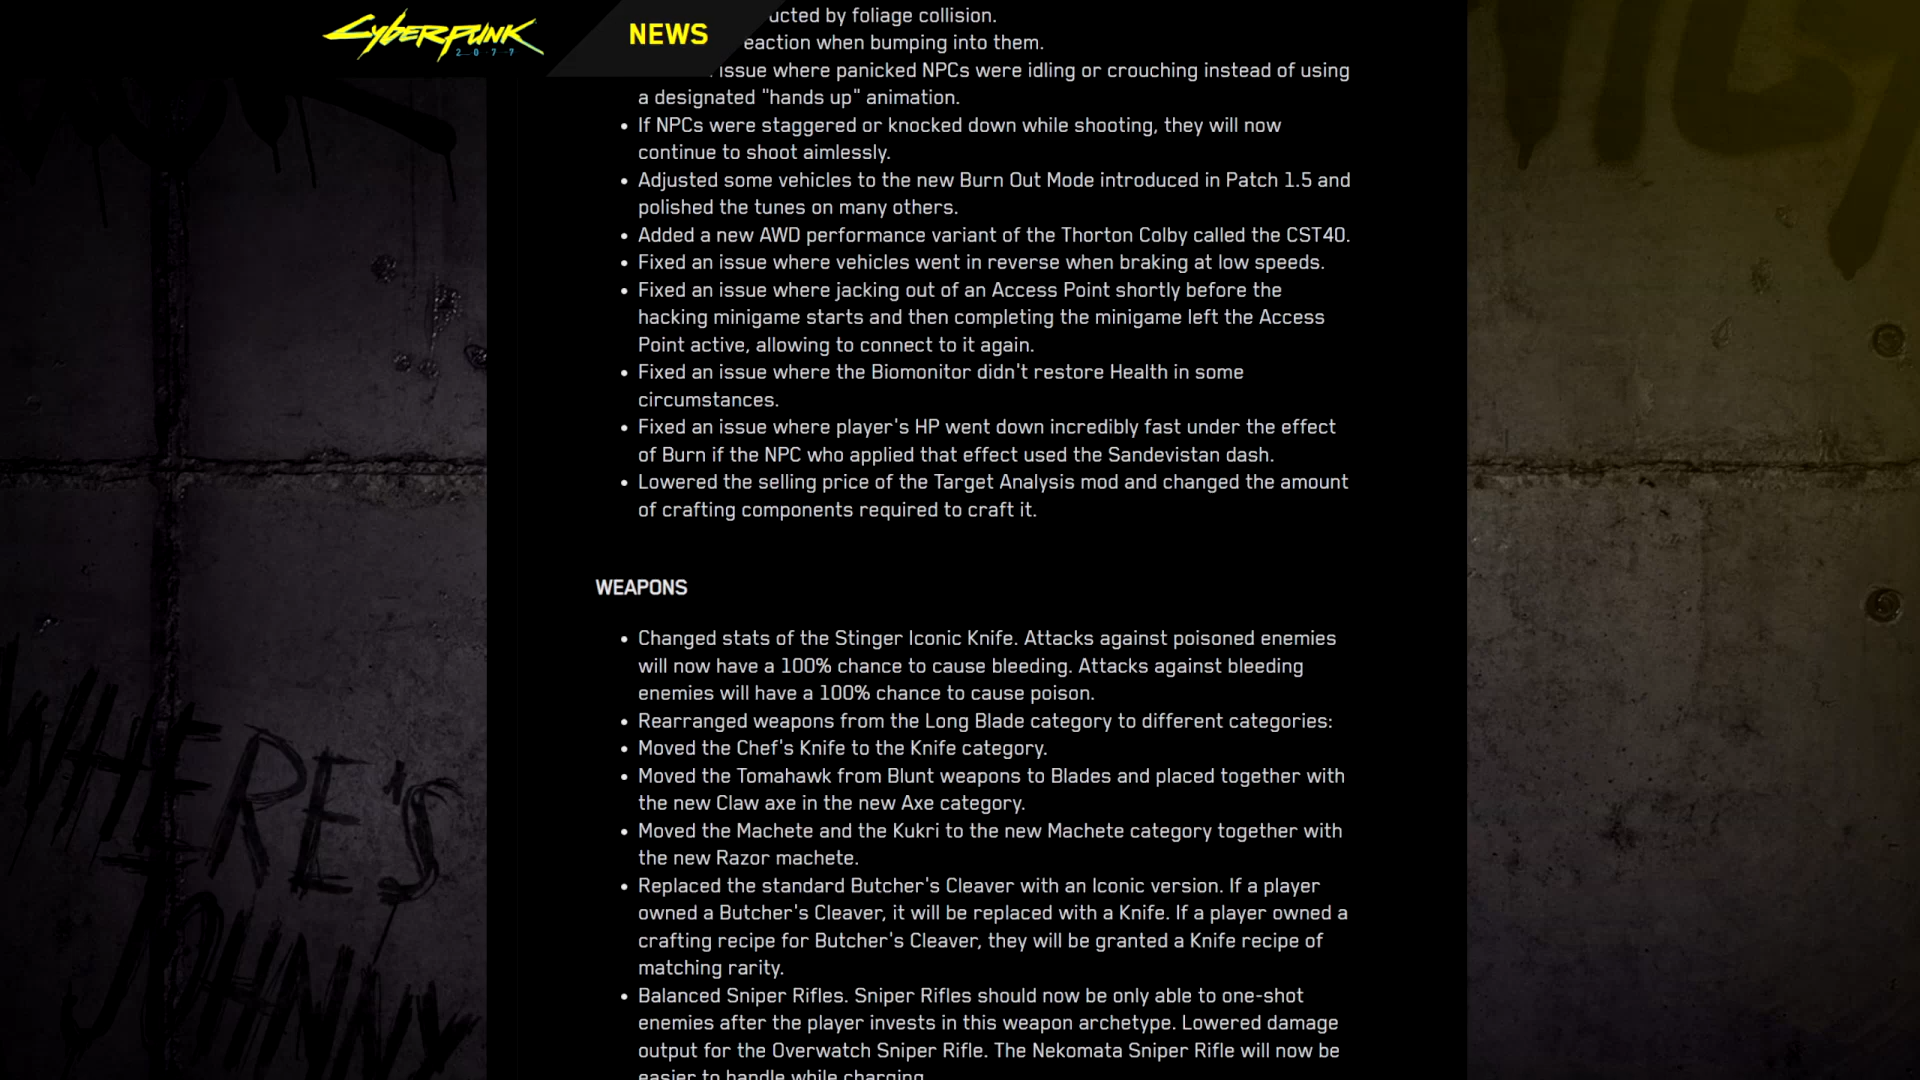 Cyberpunk
2077
NEWS
ucted by foliage collision.
eaction when bumping into them.
issue where panicked NPCs were idling or crouching instead of using
a designated "hands up" animation.
• If NPCs were staggered or knocked down while shooting, they will now
continue to shoot aimlessly.
• Adjusted some vehicles to the new Burn Out Mode introduced in Patch 1.5 and
polished the tunes on many others.
• Added a new AWD performance variant of the Thorton Colby called the CST40.
• Fixed an issue where vehicles went in reverse when braking at low speeds.
• Fixed an issue where jacking out of an Access Point shortly before the
hacking minigame starts and then completing the minigame left the Access
Point active, allowing to connect to it again.
• Fixed an issue where the Biomonitor didn't restore Health in some
circumstances.
• Fixed an issue where player's HP went down incredibly fast under the effect
of Burn if the NPC who applied that effect used the Sandevistan dash.
• Lowered the selling price of the Target Analysis mod and changed the amount
of crafting components required to craft it.
WEAPONS
• Changed stats of the Stinger Iconic Knife. Attacks against poisoned enemies
will now have a 100% chance to cause bleeding. Attacks against bleeding
enemies will have a 100% chance to cause poison.
• Rearranged weapons from the Long Blade category to different categories:
• Moved the Chef's Knife to the Knife category.
• Moved the Tomahawk from Blunt weapons to Blades and placed together with
the new Claw axe in the new Axe category.
• Moved the Machete and the Kukri to the new Machete category together with
the new Razor machete.
• Replaced the standard Butcher's Cleaver with an Iconic version. If a player
owned a Butcher's Cleaver, it will be replaced with a Knife. If a player owned a
crafting recipe for Butcher's Cleaver, they will be granted a Knife recipe of
matching rarity.
• Balanced Sniper Rifles. Sniper Rifles should now be only able to one-shot
enemies after the player invests in this weapon archetype. Lowered damage
output for the Overwatch Sniper Rifle. The Nekomata Sniper Rifle will now be
easier to handle while charging.
WHERE'S
JOHNNY